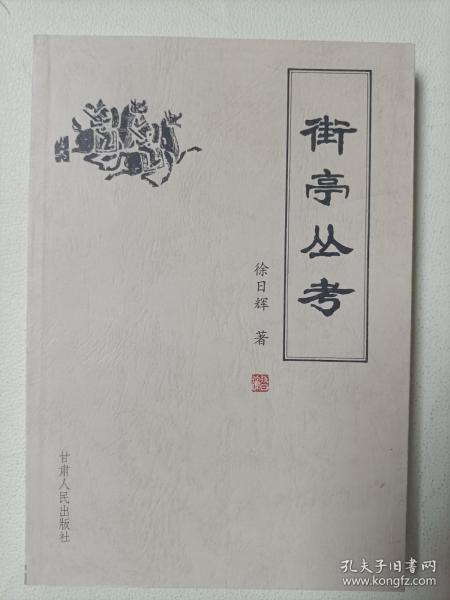 街亭丛考
徐日辉 著
甘肃人民出版社
孔夫子旧书网
www.kongfz.com